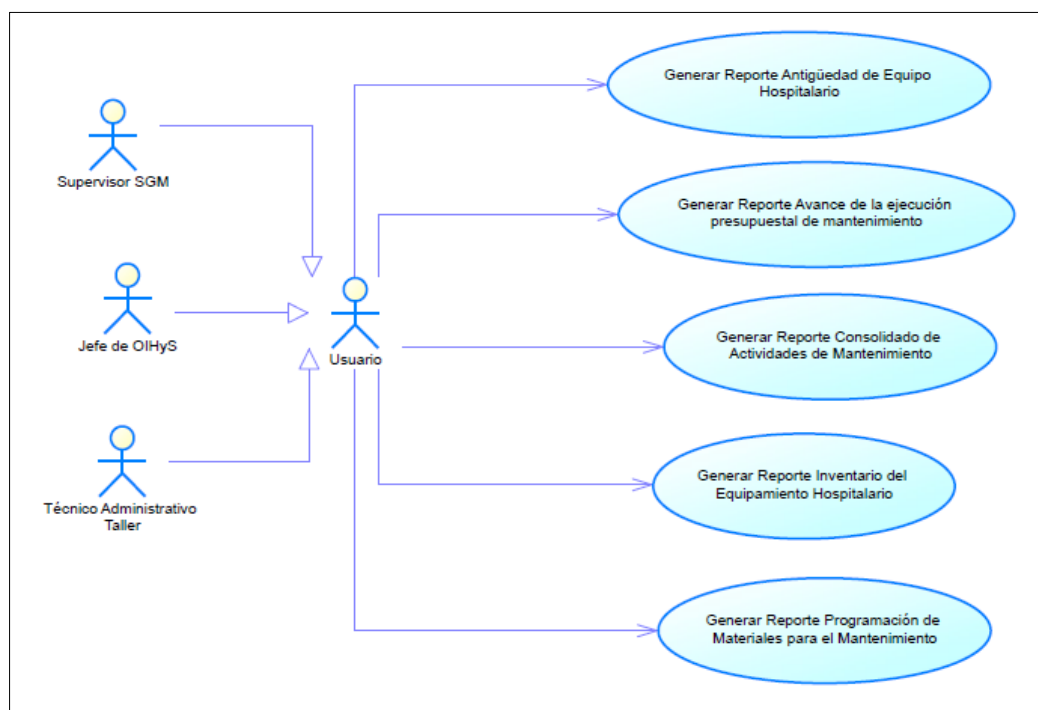 Supervisor SGM
Jefe de OIHyS
Técnico Administrativo
Taller
Usuario
Generar Reporte Antigüedad de Equipo
Hospitalario
Generar Reporte Avance de la ejecución
presupuestal de mantenimiento
Generar Reporte Consolidado de
Actividades de Mantenimiento
Generar Reporte Inventario del
Equipamiento Hospitalario
Generar Reporte Programación de
Materiales para el Mantenimiento